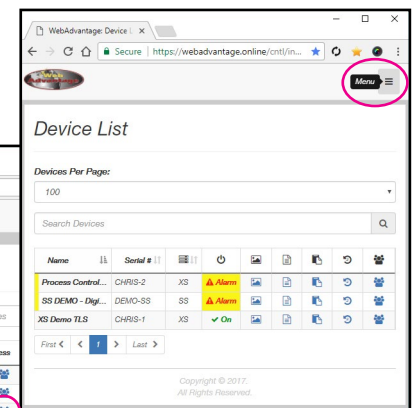 WebAdvantage: Device L
Secure https://webadvantage.online/cntl/in...
Menu
Device List
Devices Per Page:
100
Search Devices
Name Serial #
Process Control... CHRIS-2 XS Alarm
SS DEMO - Digi... DEMO-SS SS Alarm
XS Demo TLS CHRIS-1 XS On
First 1 Last
Copyright © 2017.
All Rights Reserved.
es
ess